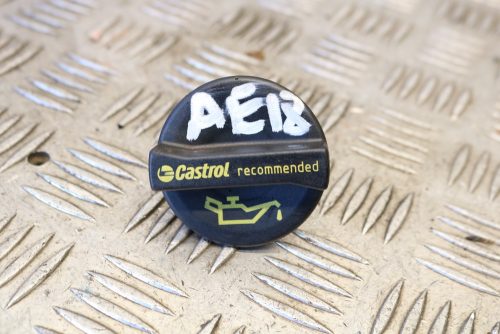 AE18
Castrol recommended